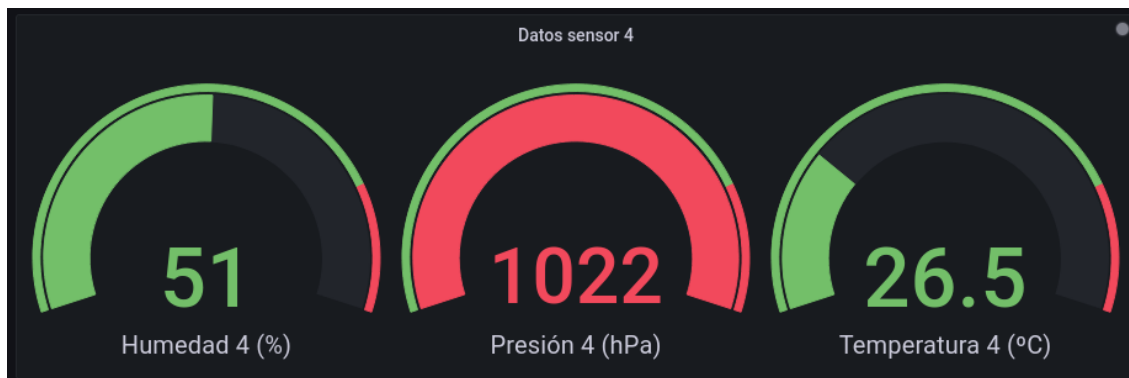 Datos sensor 4
51
Humedad 4 (%)
1022
Presión 4 (hPa)
26.5
Temperatura 4 (ºC)